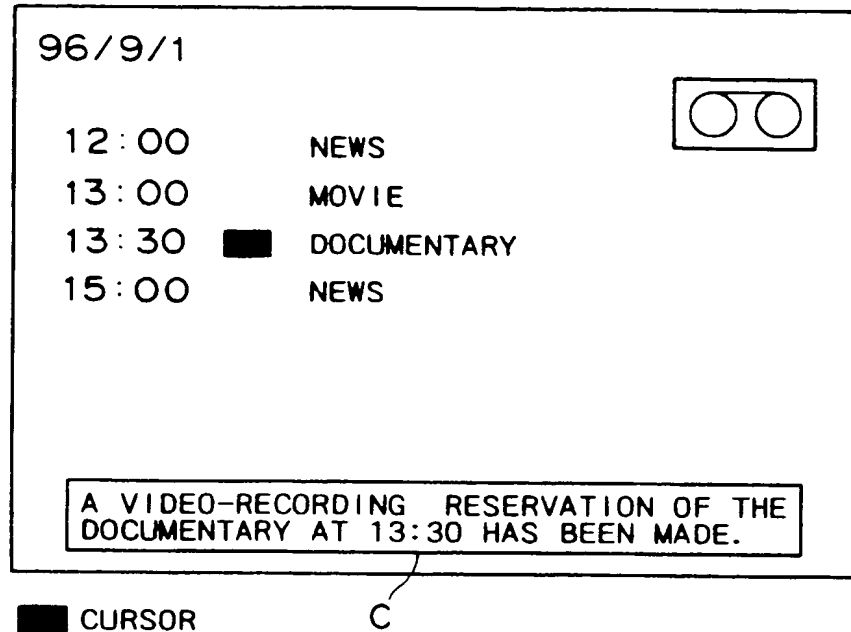 96/9/1
12:00 NEWS
13:00 MOVIE
13:30 DOCUMENTARY
15:00 NEWS
A VIDEO-RECORDING RESERVATION OF THE
DOCUMENTARY AT 13:30 HAS BEEN MADE.
CURSOR C